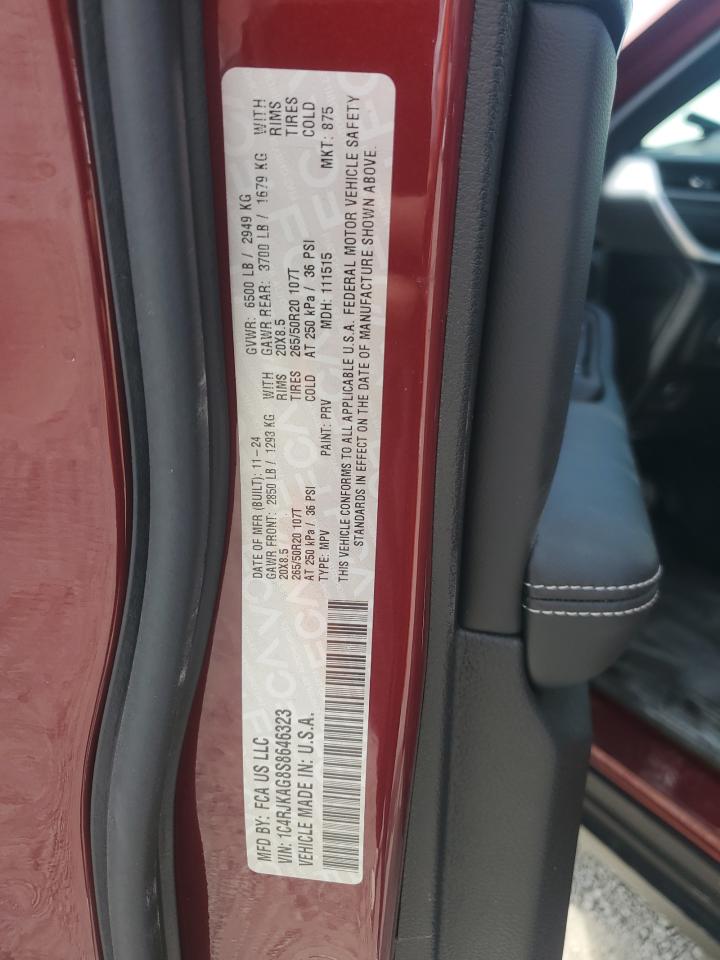 MFD BY: FCA US LLC
VIN: 1C4RJKAG8S8646323
VEHICLE MADE IN: U.S.A.
DATE OF MFR (BUILT): 11-24
GVWR: 6500 LB / 2949 KG
GAWR FRONT: 2850 LB / 1293 KG WITH
GAWR REAR: 3700 LB / 1679 KG WITH
20X8.5 RIMS
20X8.5 RIMS
265/50R20 107T TIRES
265/50R20 107T TIRES
AT 250 kPa / 36 PSI COLD
AT 250 kPa / 36 PSI COLD
TYPE: MPV PAINT: PRV MDH: 111515 MKT: 875
THIS VEHICLE CONFORMS TO ALL APPLICABLE U.S.A. FEDERAL MOTOR VEHICLE SAFETY
STANDARDS IN EFFECT ON THE DATE OF MANUFACTURE SHOWN ABOVE.